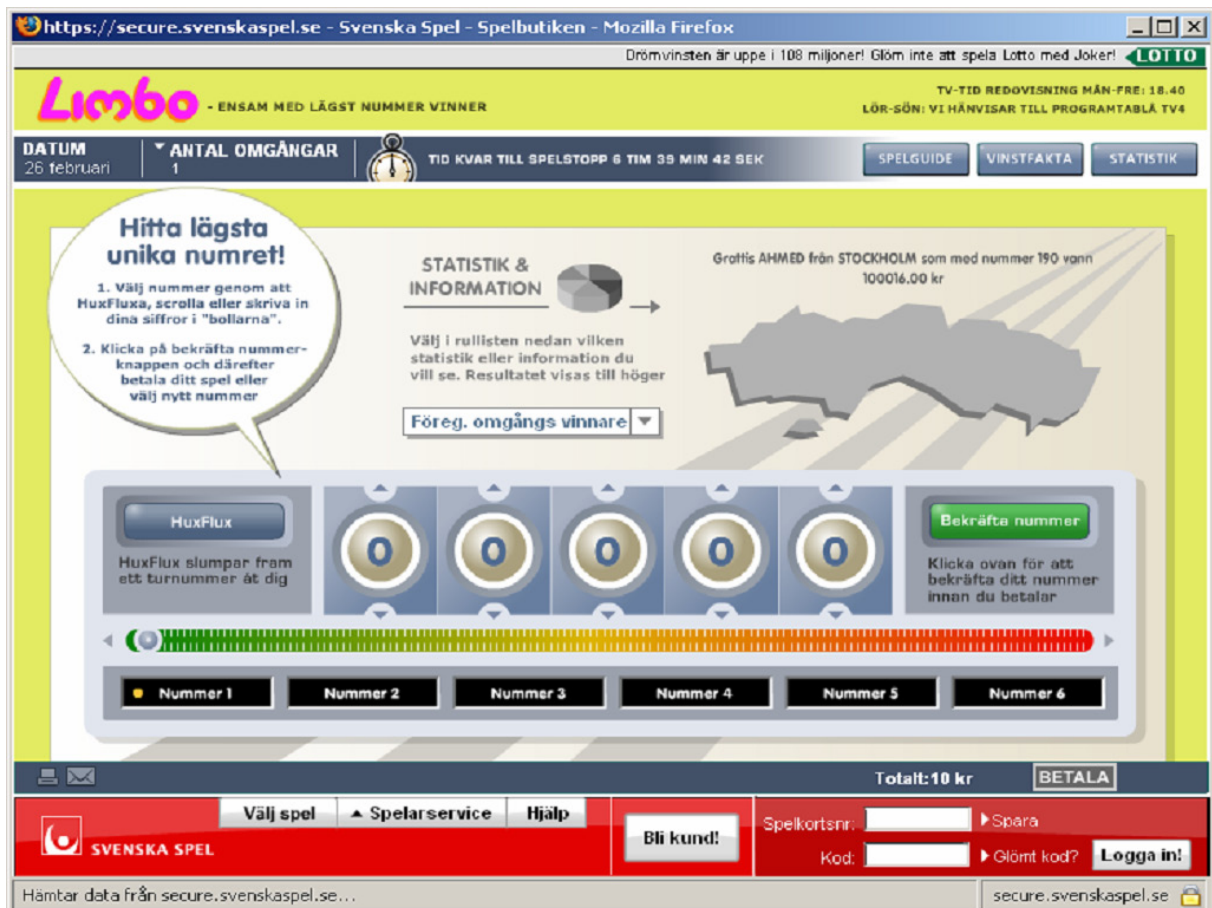 https://secure.svenskaspel.se - Svenska Spel - Spelbutiken - Mozilla Firefox
Drömvinsten är uppe i 108 miljoner! Glöm inte att spela Lotto med Joker! LOTTO
Limbo - ENSAM MED LÄGST NUMMER VINNER
TV-TID REDOVISNING MÅN-FRE: 18.40
LÖR-SÖN: VI HÄNVISAR TILL PROGRAMTABLÅ TV4
DATUM
26 februari
ANTAL OMGÅNGAR
1
TID KVAR TILL SPELSTOPP 6 TIM 39 MIN 42 SEK
SPELGUIDE
VINSTFAKTA
STATISTIK
Hitta lägsta
unika numret!
1. Välj nummer genom att
HuxFluxa, scrolla eller skriva in
dina siffror i "bollarna".
2. Klicka på bekräfta nummer-
knappen och därefter
betala ditt spel eller
välj nytt nummer
STATISTIK &
INFORMATION
Välj i rullisten nedan vilken
statistik eller information du
vill se. Resultatet visas till höger
Föreg. omgångs vinnare
Grattis AHMED från STOCKHOLM som med nummer 190 vann
100016.00 kr
HuxFlux
HuxFlux slumpar fram
ett turnummer åt dig
0 0 0 0 0
Bekräfta nummer
Klicka ovan för att
bekräfta ditt nummer
innan du betalar
Nummer 1 Nummer 2 Nummer 3 Nummer 4 Nummer 5 Nummer 6
Totalt:10 kr
BETALA
Välj spel Spelarservice Hjälp
SVENSKA SPEL
Bli kund!
Spelkortsnr: Spara
Kod: Glömt kod? Logga in!
Hämtar data från secure.svenskaspel.se...
secure.svenskaspel.se